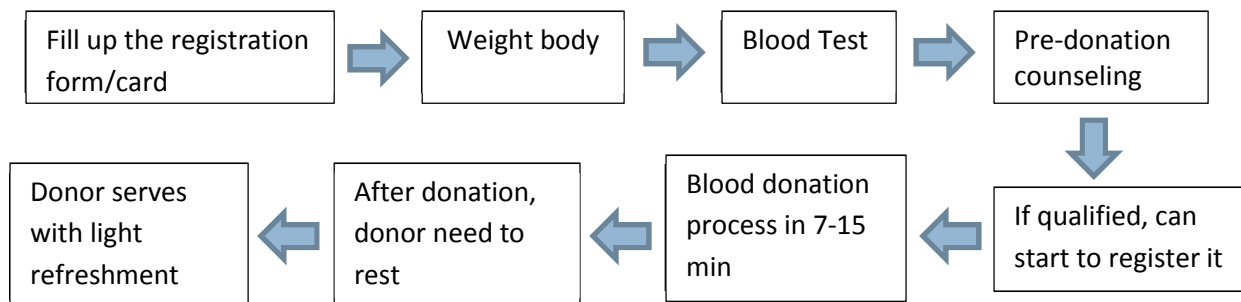 Fill up the registration
form/card
Weight body
Blood Test
Pre-donation
counseling
If qualified, can
start to register it
Blood donation
process in 7-15
min
After donation,
donor need to
rest
Donor serves
with light
refreshment